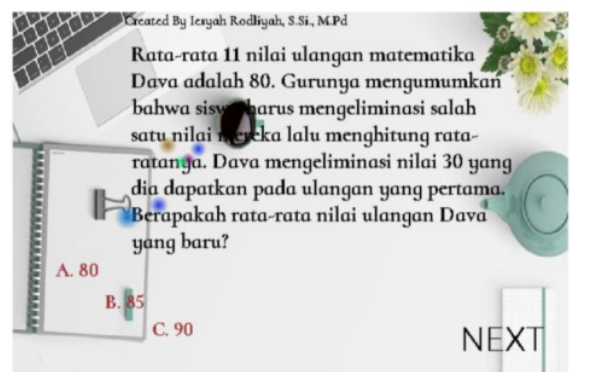 Created By Iesyah Rodliyah, S.Si., M.Pd
Rata-rata 11 nilai ulangan matematika
Dava adalah 80. Gurunya mengumumkan
bahwa siswa harus mengeliminasi salah
satu nilai mereka lalu menghitung rata-
ratanya. Dava mengeliminasi nilai 30 yang
dia dapatkan pada ulangan yang pertama.
Berapakah rata-rata nilai ulangan Dava
yang baru?
A. 80
B. 85
C. 90
NEXT